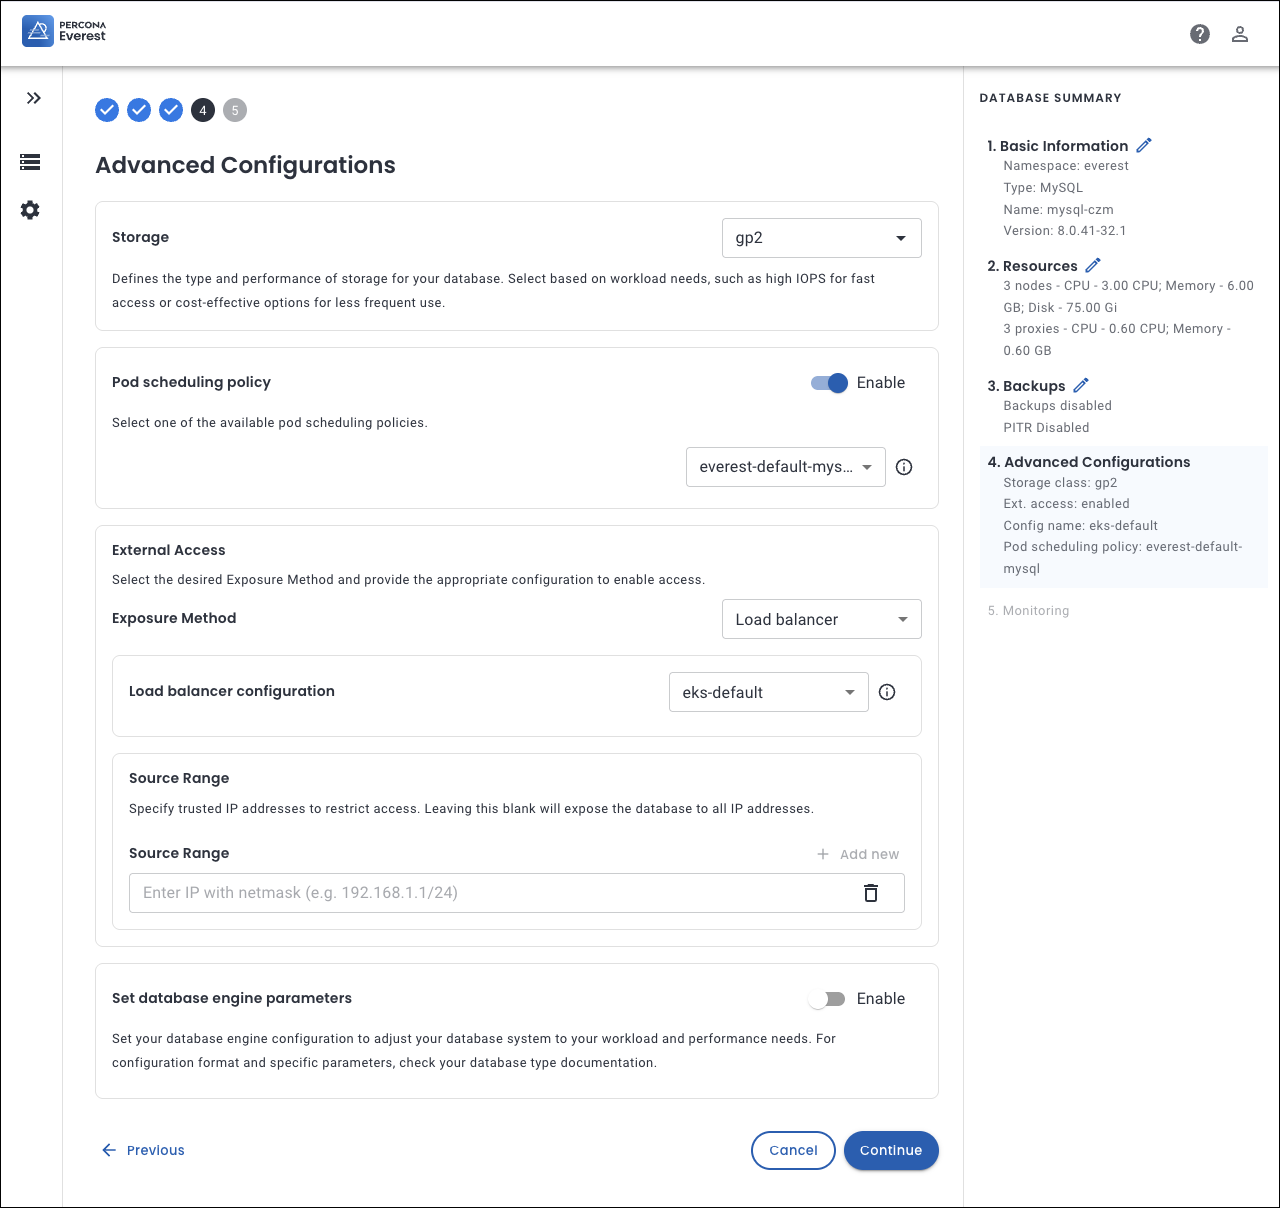 PERCONA
Everest
4
5
Advanced Configurations
Storage
gp2
Defines the type and performance of storage for your database. Select based on workload needs, such as high IOPS for fast
access or cost-effective options for less frequent use.
Pod scheduling policy
Enable
Select one of the available pod scheduling policies.
everest-default-mys...
External Access
Select the desired Exposure Method and provide the appropriate configuration to enable access.
Exposure Method
Load balancer
Load balancer configuration
eks-default
Source Range
Specify trusted IP addresses to restrict access. Leaving this blank will expose the database to all IP addresses.
Source Range
Add new
Enter IP with netmask (e.g. 192.168.1.1/24)
Set database engine parameters
Enable
Set your database engine configuration to adjust your database system to your workload and performance needs. For
configuration format and specific parameters, check your database type documentation.
Previous
Cancel
Continue
DATABASE SUMMARY
1. Basic Information
Namespace: everest
Type: MySQL
Name: mysql-czm
Version: 8.0.41-32.1
2. Resources
3 nodes - CPU - 3.00 CPU; Memory - 6.00
GB; Disk - 75.00 Gi
3 proxies - CPU - 0.60 CPU; Memory -
0.60 GB
3. Backups
Backups disabled
PITR Disabled
4. Advanced Configurations
Storage class: gp2
Ext. access: enabled
Config name: eks-default
Pod scheduling policy: everest-default-
mysql
5. Monitoring